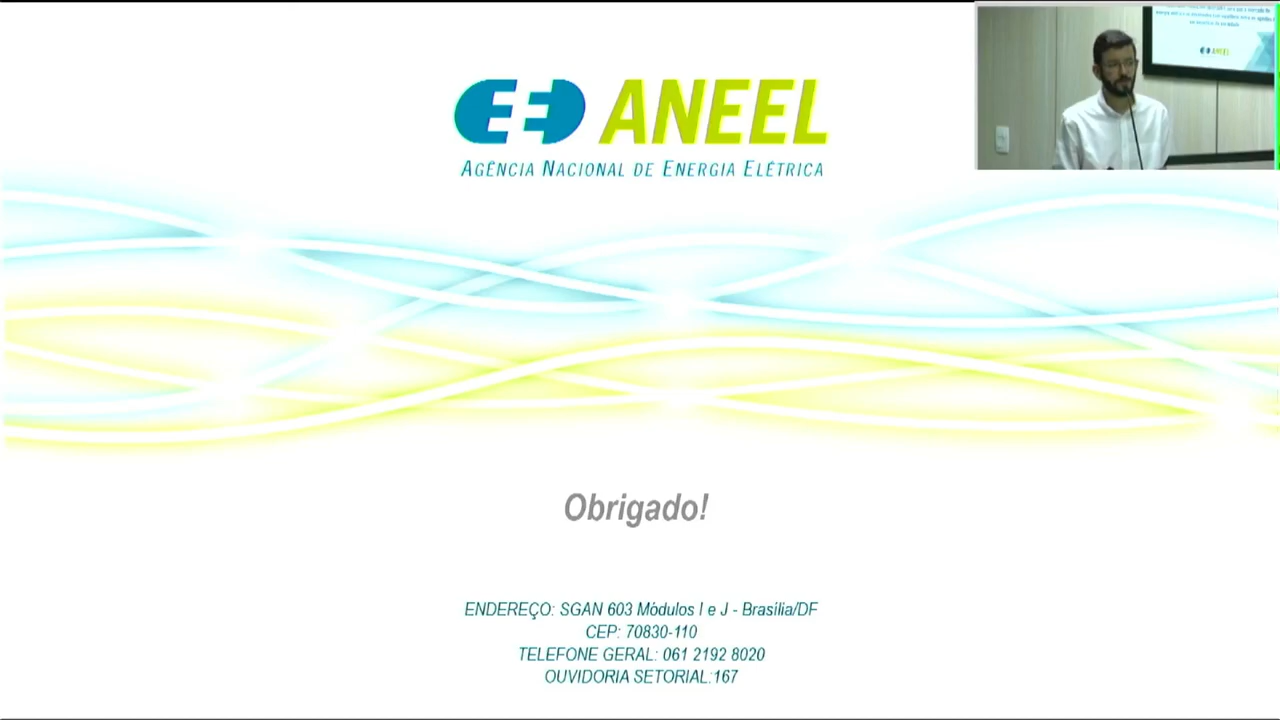 ANEEL
AGÊNCIA NACIONAL DE ENERGIA ELÉTRICA
ANEEL
Obrigado!
ENDEREÇO: SGAN 603 Módulos I e J - Brasília/DF
CEP: 70830-110
TELEFONE GERAL: 061 2192 8020
OUVIDORIA SETORIAL:167